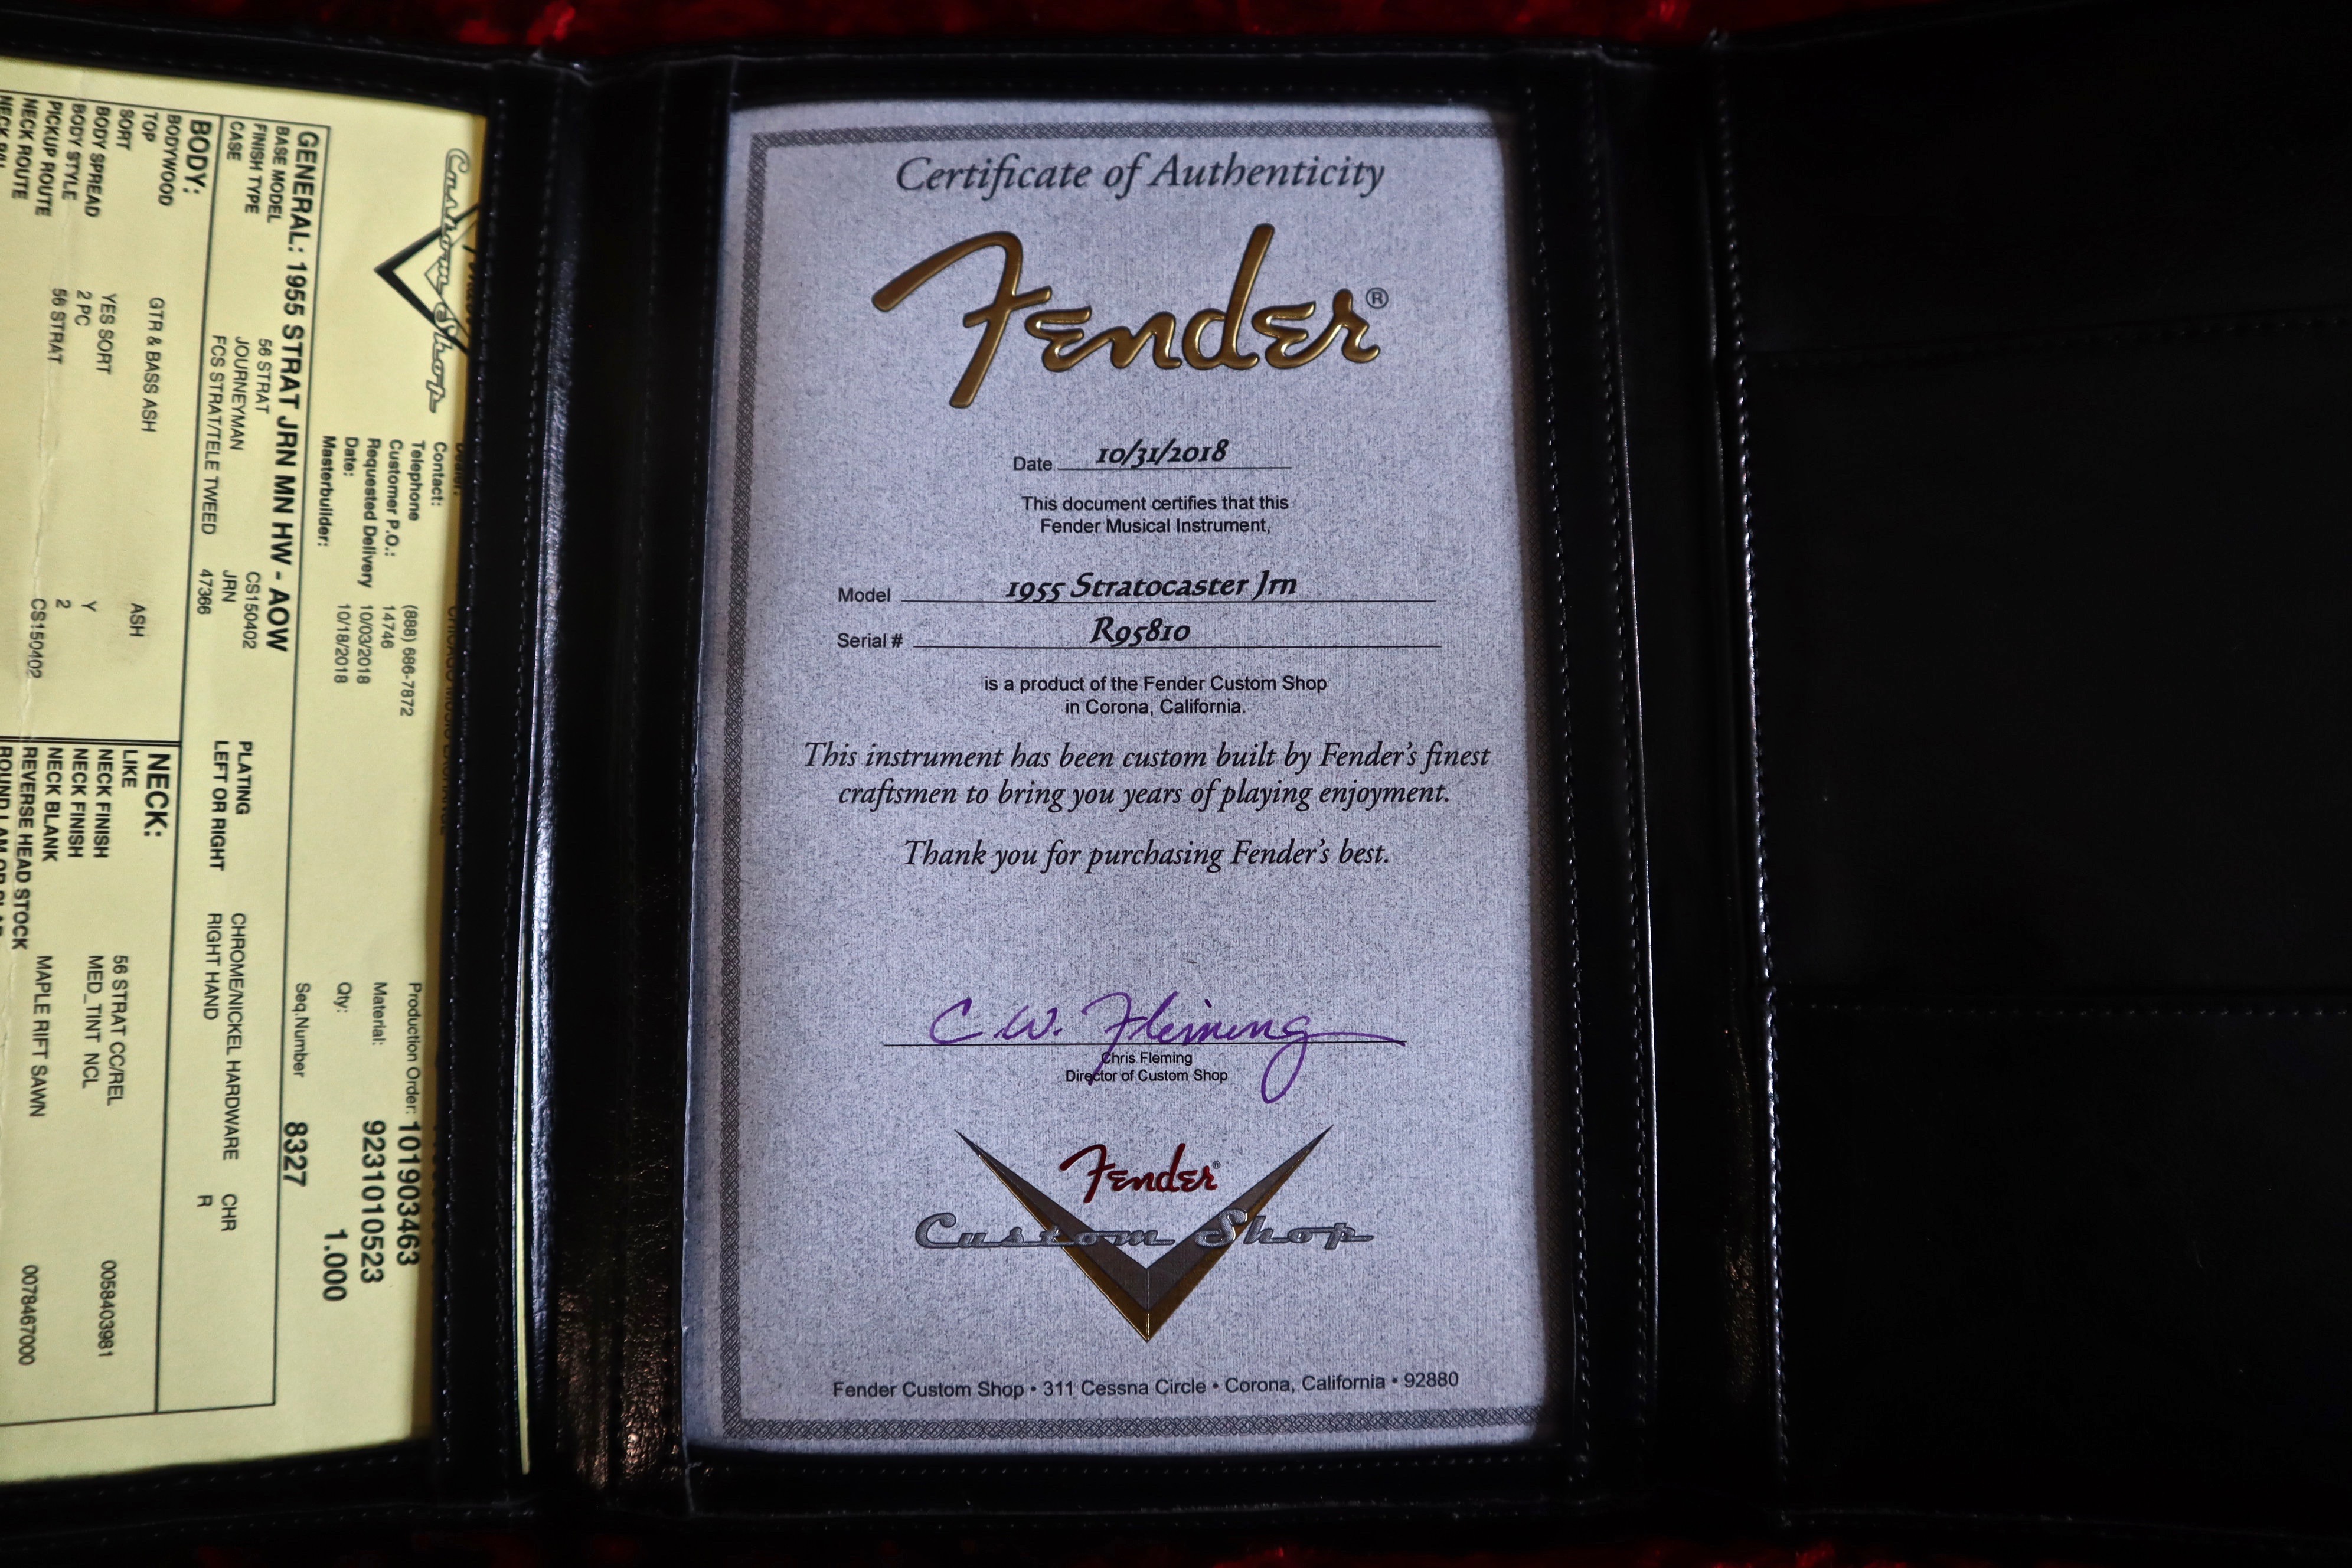 Custom Shop
Contact:
Telephone (888) 686-7872
Customer P.O.: 14746
Requested Delivery 10/03/2018
Date: 10/18/2018
Masterbuilder:
Production Order: 101903463
Material: 9231010523
Qty: 1.000
Seq.Number 8327
GENERAL: 1955 STRAT JRN MN HW - AOW
BASE MODEL 56 STRAT CS150402
FINISH TYPE JOURNEYMAN JRN
CASE FCS STRAT/TELE TWEED 47366
PLATING CHROME/NICKEL HARDWARE CHR
LEFT OR RIGHT RIGHT HAND R
BODY:
BODYWOOD GTR & BASS ASH ASH
TOP
SORT YES SORT Y
BODY SPREAD 2 PC 2
BODY STYLE 56 STRAT CS150402
PICKUP ROUTE
NECK ROUTE
NECK:
LIKE 56 STRAT CC/REL 0058403981
NECK FINISH MED_TINT NCL
NECK FINISH
NECK BLANK MAPLE RIFT SAWN 0078467000
REVERSE HEAD STOCK
Certificate of Authenticity
Fender®
Date 10/31/2018
This document certifies that this
Fender Musical Instrument,
Model 1955 Stratocaster Jrn
Serial # R95810
is a product of the Fender Custom Shop
in Corona, California.
This instrument has been custom built by Fender's finest
craftsmen to bring you years of playing enjoyment.
Thank you for purchasing Fender's best.
C.W. Fleming
Chris Fleming
Director of Custom Shop
Fender®
Custom Shop
Fender Custom Shop • 311 Cessna Circle • Corona, California • 92880